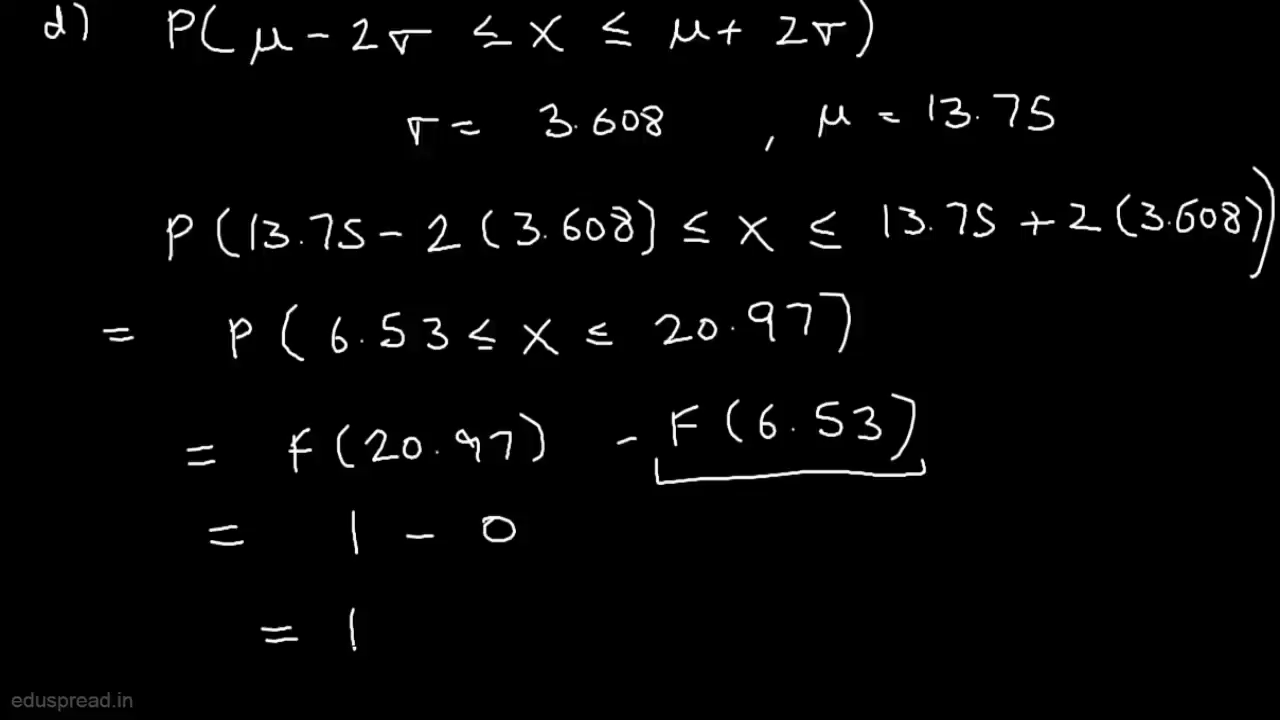 d) P( μ - 2σ ≤ X ≤ μ + 2σ )
σ = 3.608 , μ = 13.75
P ( 13.75 - 2 ( 3.608 ) ≤ X ≤ 13.75 + 2 ( 3.608 ) )
= P ( 6.53 ≤ X ≤ 20.97 )
= F ( 20.97 ) - F ( 6.53 )
= 1 - 0
= 1
eduspread.in